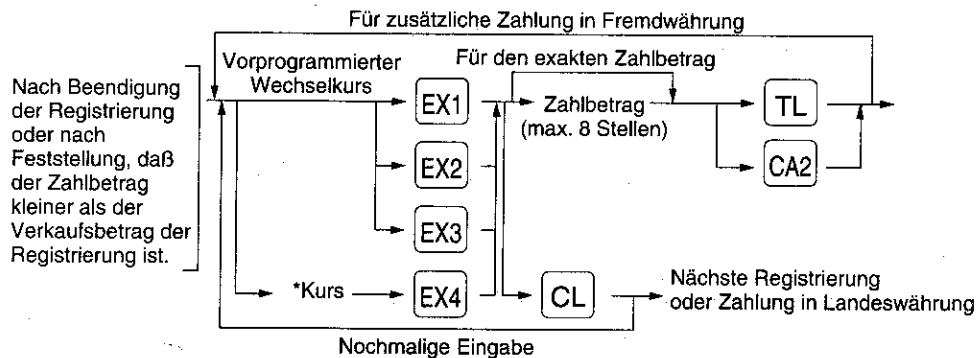 Für zusätzliche Zahlung in Fremdwährung
Für den exakten Zahlbetrag
Vorprogrammierter
Wechselkurs
Nach Beendigung
der Registrierung
oder nach
Feststellung, daß
der Zahlbetrag
kleiner als der
Verkaufsbetrag der
Registrierung ist.
EX1
Zahlbetrag
(max. 8 Stellen)
TL
EX2
CA2
EX3
*Kurs
EX4
CL
Nächste Registrierung
oder Zahlung in Landeswährung
Nochmalige Eingabe